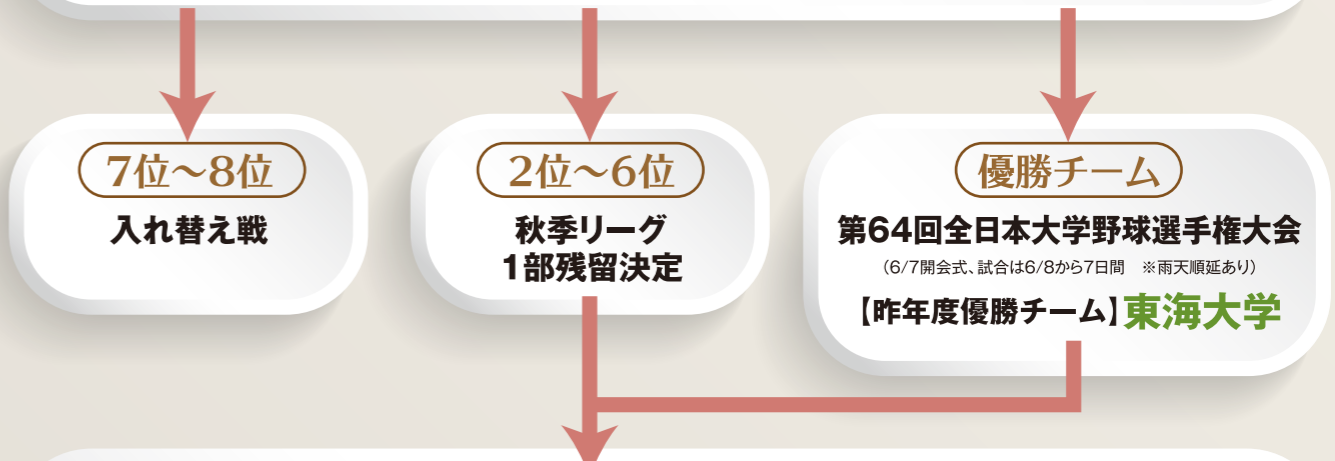 7位～8位
入れ替え戦
2位～6位
秋季リーグ
1部残留決定
優勝チーム
第64回全日本大学野球選手権大会
（6/7開会式、試合は6/8から7日間　※雨天順延あり）
【昨年度優勝チーム】東海大学